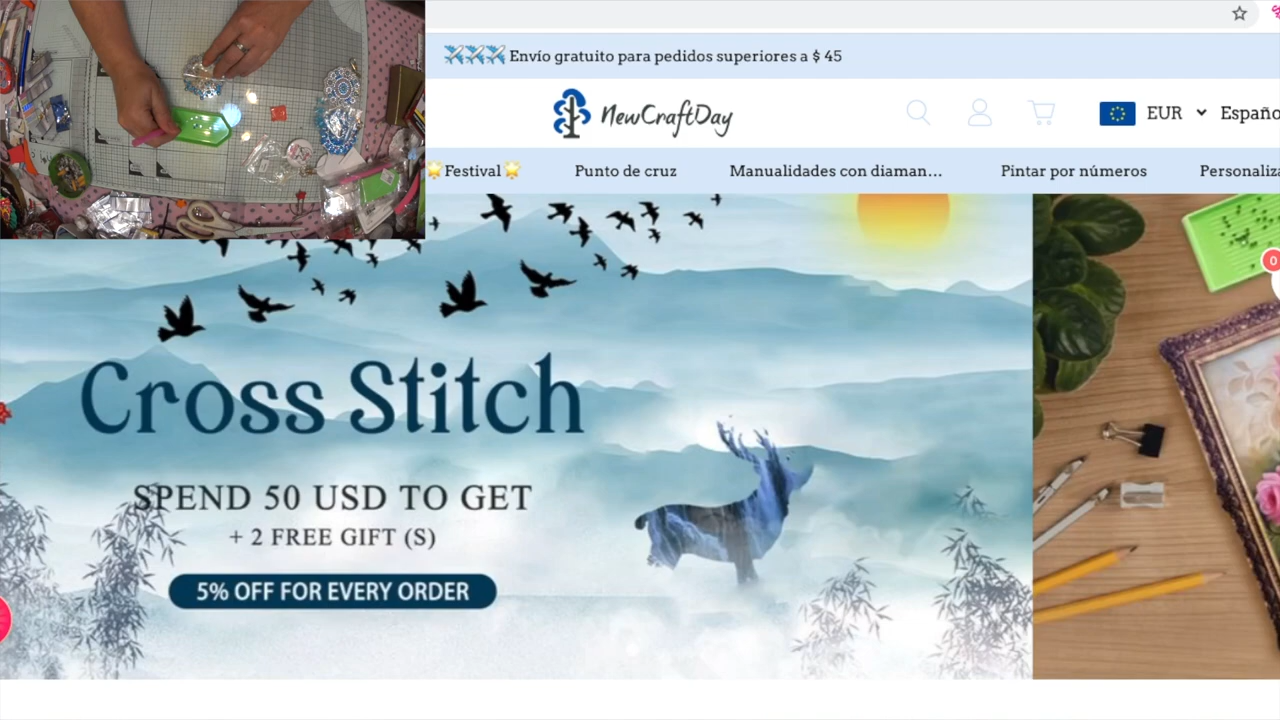 ✈️✈️✈️ Envío gratuito para pedidos superiores a $ 45
NewCraftDay
EUR
Españo
🌟Festival🌟 Punto de cruz Manualidades con diaman... Pintar por números Personaliza
0
Cross Stitch
SPEND 50 USD TO GET
+ 2 FREE GIFT (S)
5% OFF FOR EVERY ORDER